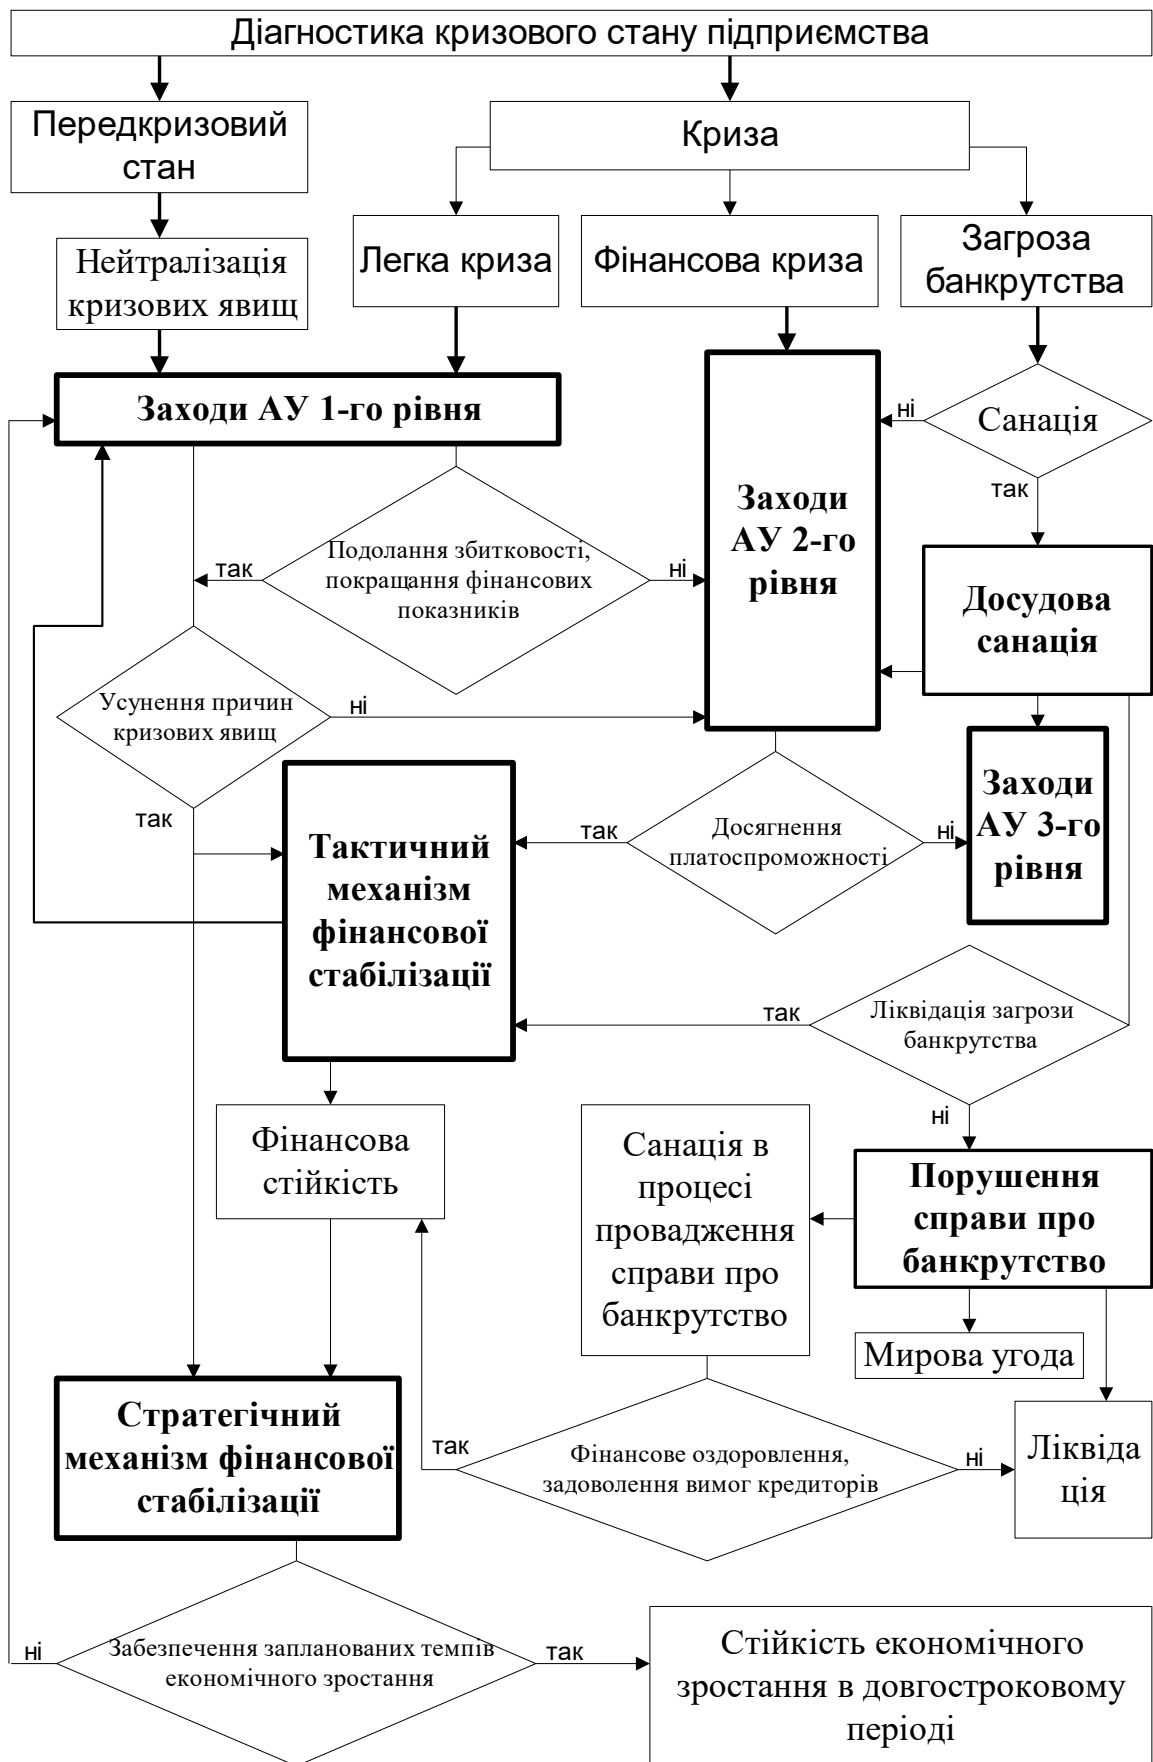 Діагностика кризового стану підприємства
Передкризовий
стан
Криза
Нейтралізація
кризових явищ
Легка криза
Фінансова криза
Загроза
банкрутства
Заходи АУ 1-го рівня
ні
Санація
так
Заходи
АУ 2-го
рівня
Подолання збитковості,
покращання фінансових
показників
так
ні
Досудова
санація
Усунення причин
кризових явищ
ні
так
Заходи
АУ 3-го
рівня
Тактичний
механізм
фінансової
стабілізації
так
Досягнення
платоспроможності
ні
так
Ліквідація загрози
банкрутства
ні
Фінансова
стійкість
Санація в
процесі
провадження
справи про
банкрутство
Порушення
справи про
банкрутство
Мирова угода
Стратегічний
механізм фінансової
стабілізації
так
Фінансове оздоровлення,
задоволення вимог кредиторів
ні
Ліквіда
ція
ні
Забезпечення запланованих темпів
економічного зростання
так
Стійкість економічного
зростання в довгостроковому
періоді